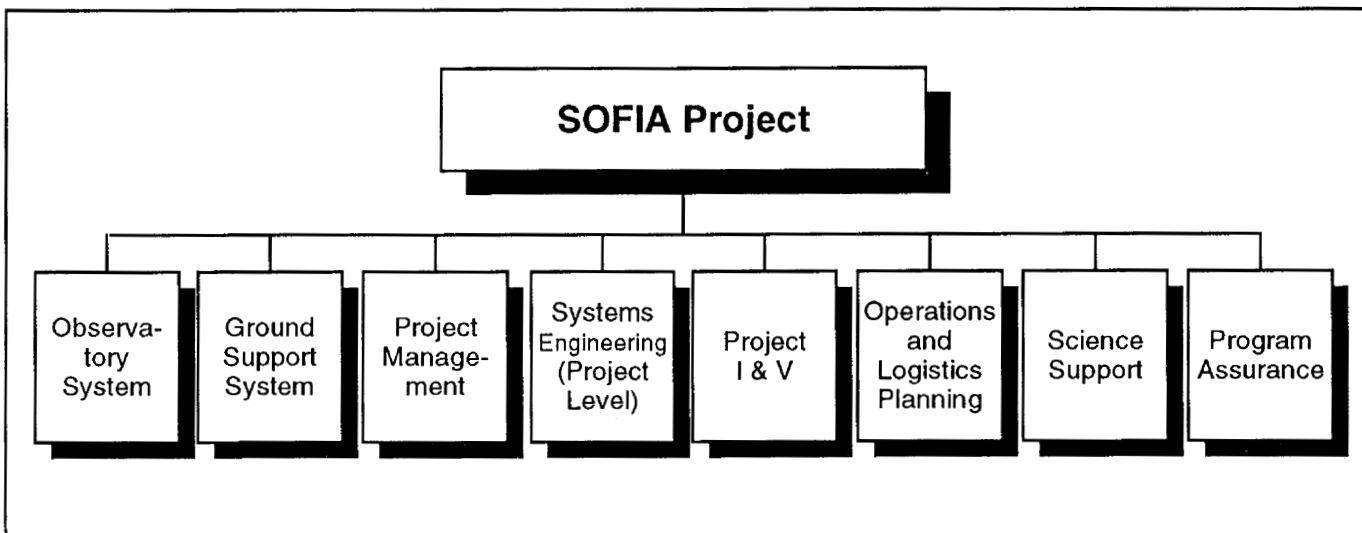 SOFIA Project
Observa-
tory
System
Ground
Support
System
Project
Manage-
ment
Systems
Engineering
(Project
Level)
Project
I & V
Operations
and
Logistics
Planning
Science
Support
Program
Assurance